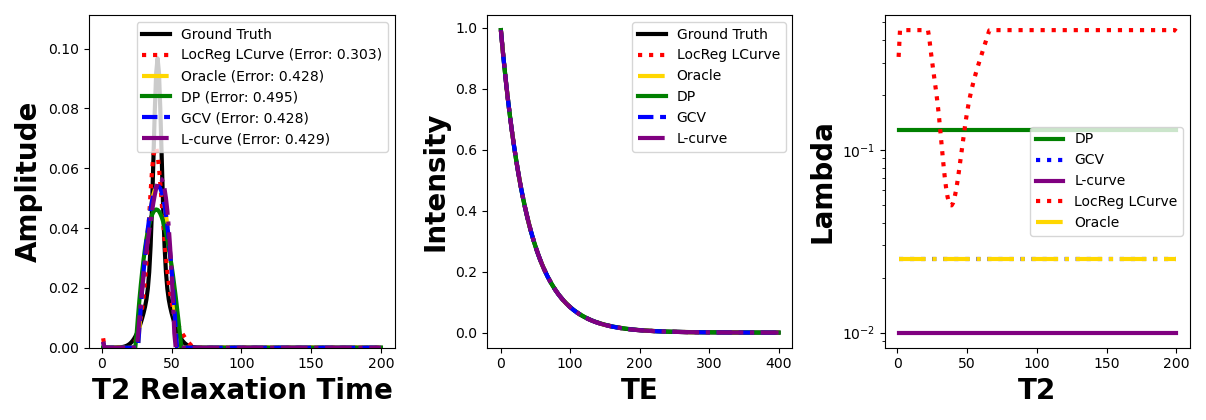 Amplitude
0.10
0.08
0.06
0.04
0.02
0.00
Ground Truth
LocReg LCurve (Error: 0.303)
Oracle (Error: 0.428)
DP (Error: 0.495)
GCV (Error: 0.428)
L-curve (Error: 0.429)
0 50 100 150 200
T2 Relaxation Time
Intensity
1.0
0.8
0.6
0.4
0.2
0.0
Ground Truth
LocReg LCurve
Oracle
DP
GCV
L-curve
0 100 200 300 400
TE
Lambda
10⁻¹
10⁻²
DP
GCV
L-curve
LocReg LCurve
Oracle
0 50 100 150 200
T2